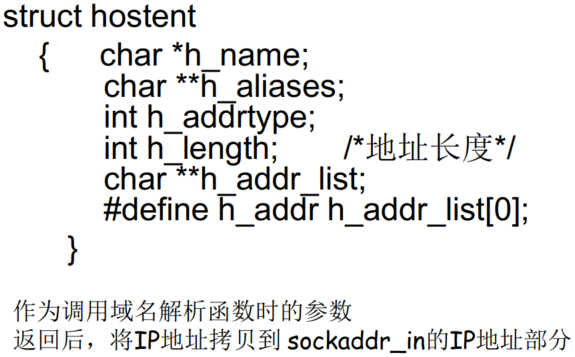 struct hostent
{ char *h_name;
char **h_aliases;
int h_addrtype;
int h_length; /*地址长度*/
char **h_addr_list;
#define h_addr h_addr_list[0];
}
作为调用域名解析函数时的参数
返回后，将IP地址拷贝到 sockaddr_in的IP地址部分